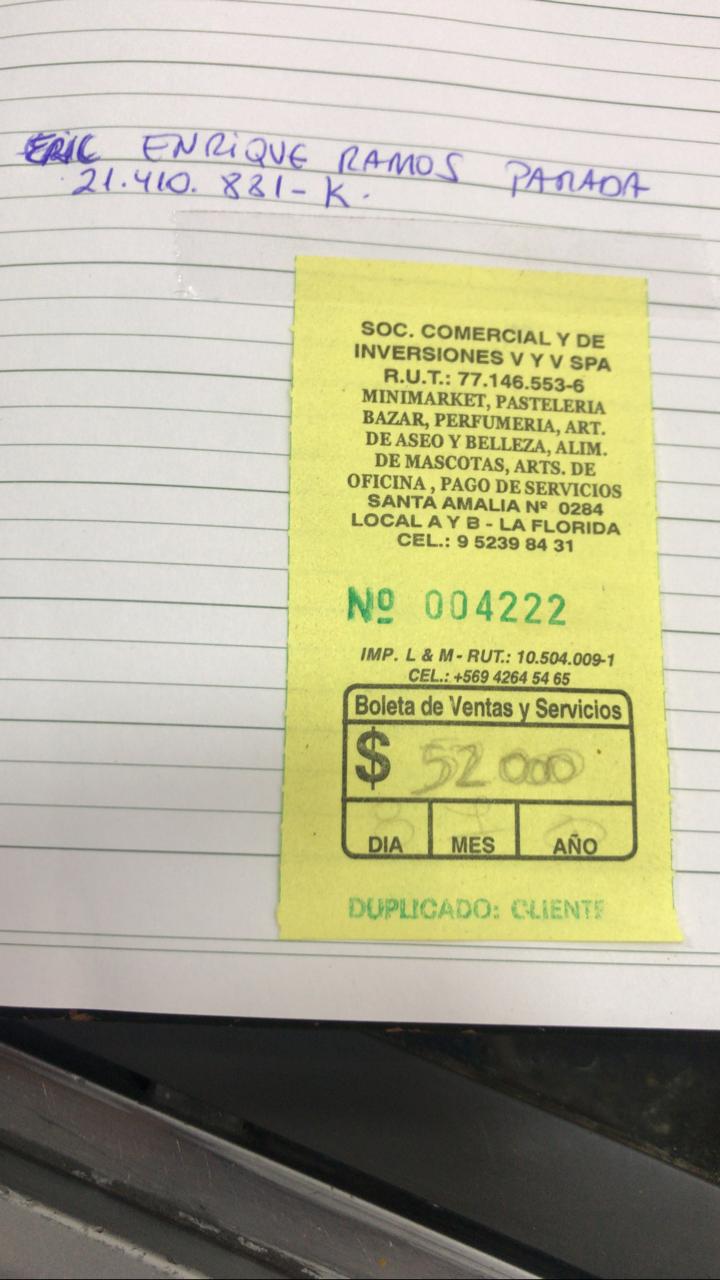 ERIC ENRIQUE RAMOS PARADA
21.410.881-K.
SOC. COMERCIAL Y DE
INVERSIONES V Y V SPA
R.U.T.: 77.146.553-6
MINIMARKET, PASTELERIA
BAZAR, PERFUMERIA, ART.
DE ASEO Y BELLEZA, ALIM.
DE MASCOTAS, ARTS. DE
OFICINA , PAGO DE SERVICIOS
SANTA AMALIA Nº 0284
LOCAL A Y B - LA FLORIDA
CEL.: 9 5239 84 31
Nº 004222
IMP. L & M - RUT.: 10.504.009-1
CEL.: +569 4264 54 65
Boleta de Ventas y Servicios
$ 52000
DIA MES AÑO
DUPLICADO: CLIENTE